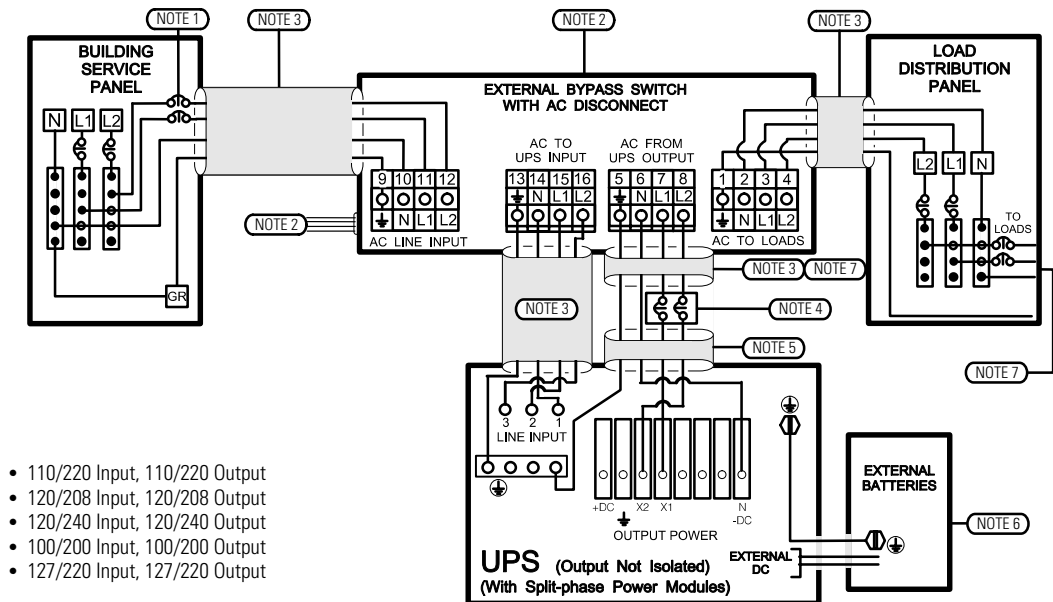 NOTE 1
NOTE 3
NOTE 2
NOTE 3
BUILDING
SERVICE
PANEL
N L1 L2
GR
EXTERNAL BYPASS SWITCH
WITH AC DISCONNECT
AC TO
UPS INPUT
AC FROM
UPS OUTPUT
9 10 11 12
N L1 L2
AC LINE INPUT
13 14 15 16
N L1 L2
5 6 7 8
N L1 L2
1 2 3 4
N L1 L2
AC TO LOADS
LOAD
DISTRIBUTION
PANEL
L2 L1 N
TO
LOADS
NOTE 2
NOTE 3
NOTE 3 NOTE 7
NOTE 4
NOTE 5
NOTE 7
3 2 1
LINE INPUT
+DC X2 X1 N
-DC
OUTPUT POWER
UPS (Output Not Isolated)
(With Split-phase Power Modules)
EXTERNAL
DC
EXTERNAL
BATTERIES
NOTE 6
• 110/220 Input, 110/220 Output
• 120/208 Input, 120/208 Output
• 120/240 Input, 120/240 Output
• 100/200 Input, 100/200 Output
• 127/220 Input, 127/220 Output